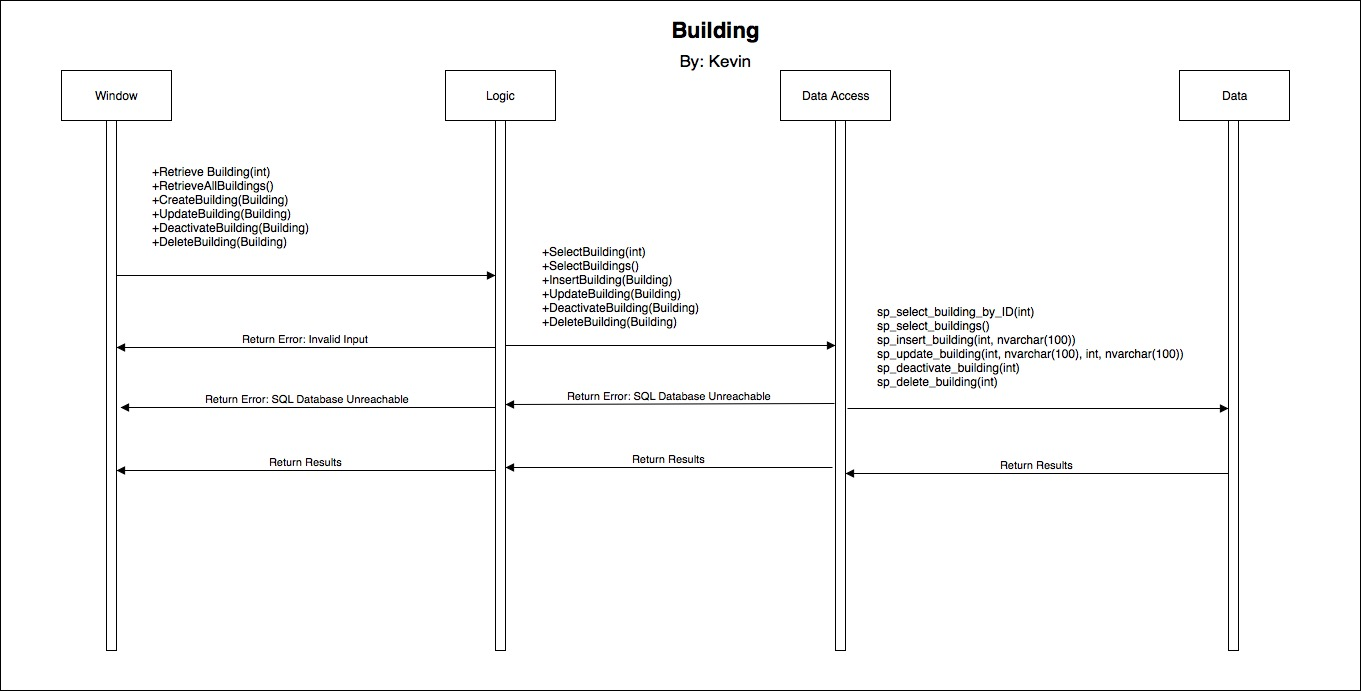 Building
By: Kevin
Window
Logic
Data Access
Data
+Retrieve Building(int)
+RetrieveAllBuildings()
+CreateBuilding(Building)
+UpdateBuilding(Building)
+DeactivateBuilding(Building)
+DeleteBuilding(Building)
+SelectBuilding(int)
+SelectBuildings()
+InsertBuilding(Building)
+UpdateBuilding(Building)
+DeactivateBuilding(Building)
+DeleteBuilding(Building)
sp_select_building_by_ID(int)
sp_select_buildings()
sp_insert_building(int, nvarchar(100))
sp_update_building(int, nvarchar(100), int, nvarchar(100))
sp_deactivate_building(int)
sp_delete_building(int)
Return Error: Invalid Input
Return Error: SQL Database Unreachable
Return Error: SQL Database Unreachable
Return Results
Return Results
Return Results